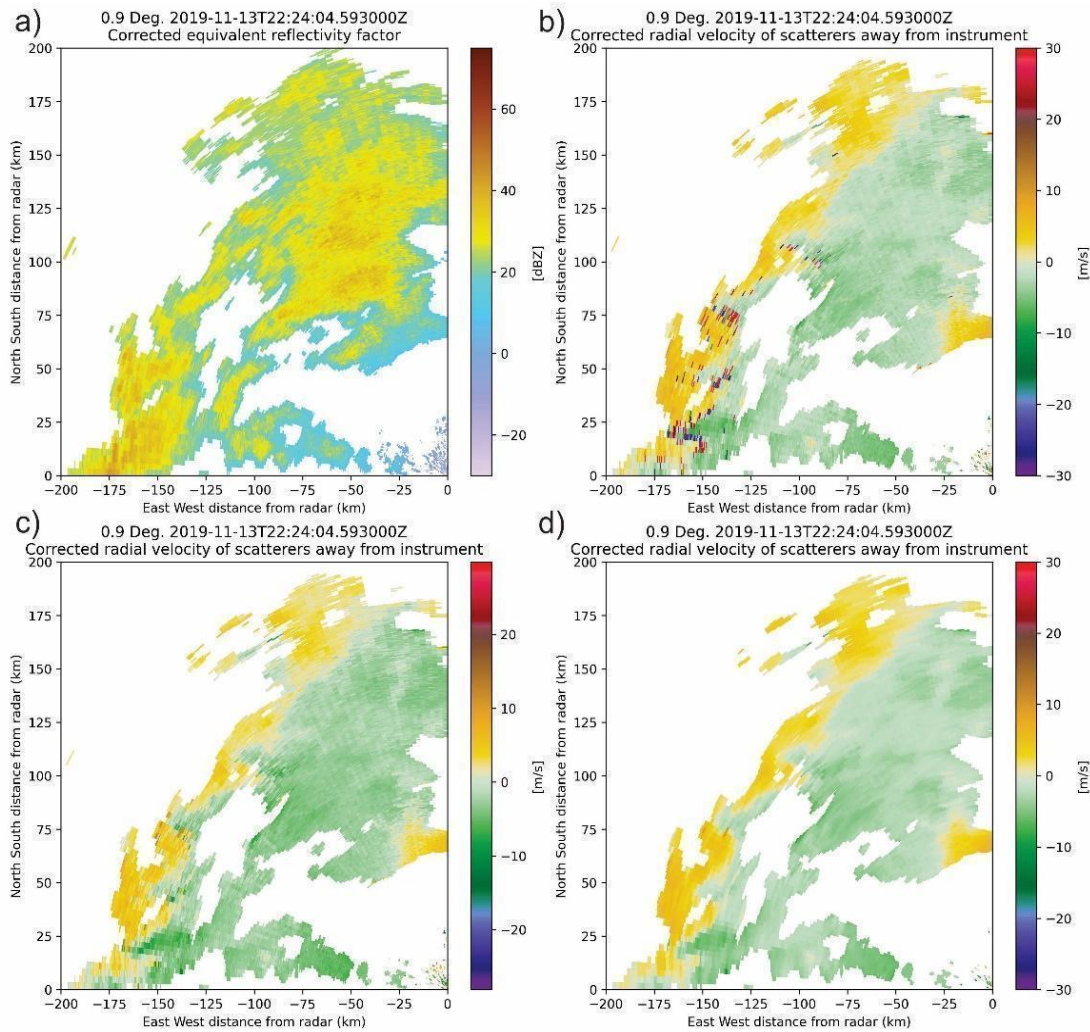 a)
0.9 Deg. 2019-11-13T22:24:04.593000Z
Corrected equivalent reflectivity factor
North South distance from radar (km)
200
175
150
125
100
75
50
25
0
−200 −175 −150 −125 −100 −75 −50 −25 0
East West distance from radar (km)
60
40
20
0
−20
[dBZ]
b)
0.9 Deg. 2019-11-13T22:24:04.593000Z
Corrected radial velocity of scatterers away from instrument
North South distance from radar (km)
200
175
150
125
100
75
50
25
0
−200 −175 −150 −125 −100 −75 −50 −25 0
East West distance from radar (km)
30
20
10
0
−10
−20
−30
[m/s]
c)
0.9 Deg. 2019-11-13T22:24:04.593000Z
Corrected radial velocity of scatterers away from instrument
North South distance from radar (km)
200
175
150
125
100
75
50
25
0
−200 −175 −150 −125 −100 −75 −50 −25 0
East West distance from radar (km)
20
10
0
−10
−20
[m/s]
d)
0.9 Deg. 2019-11-13T22:24:04.593000Z
Corrected radial velocity of scatterers away from instrument
North South distance from radar (km)
200
175
150
125
100
75
50
25
0
−200 −175 −150 −125 −100 −75 −50 −25 0
East West distance from radar (km)
30
20
10
0
−10
−20
−30
[m/s]